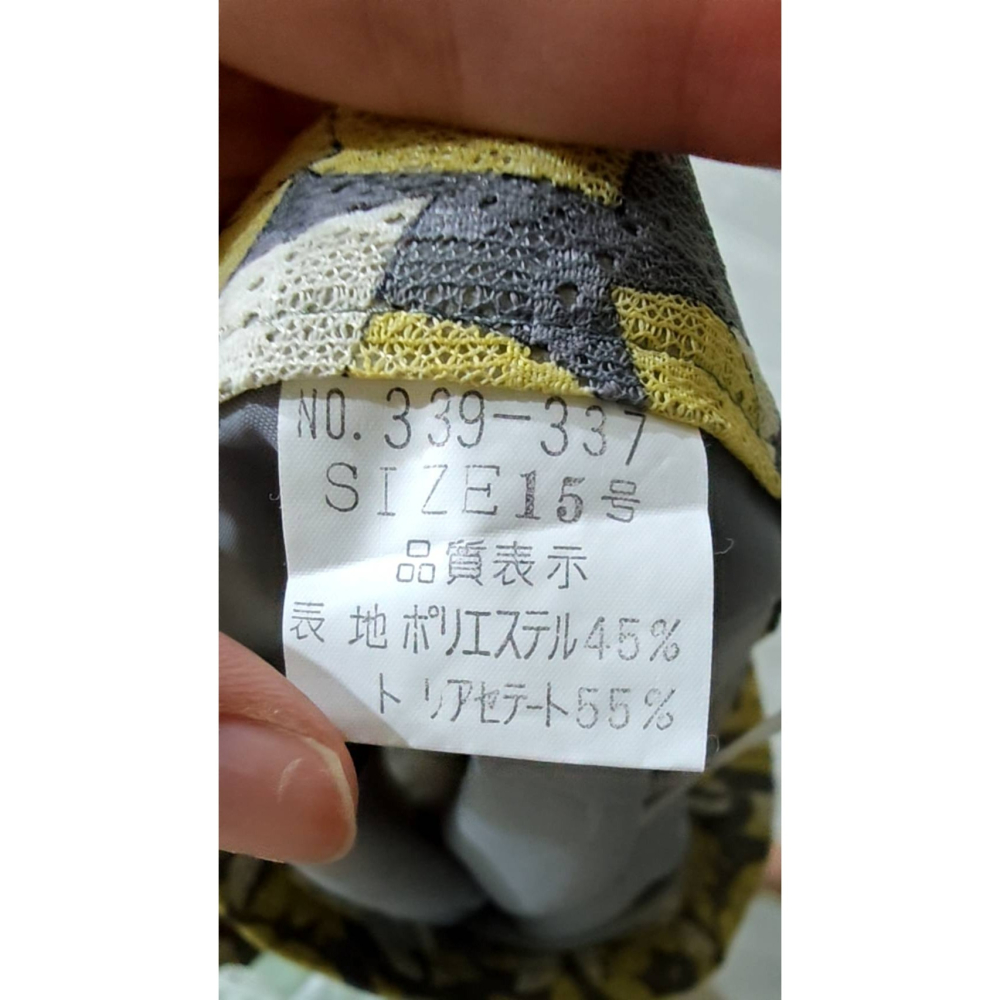 NO.339-337
SIZE15号
品質表示
表 地 ポリエステル45%
トリアセテート55%